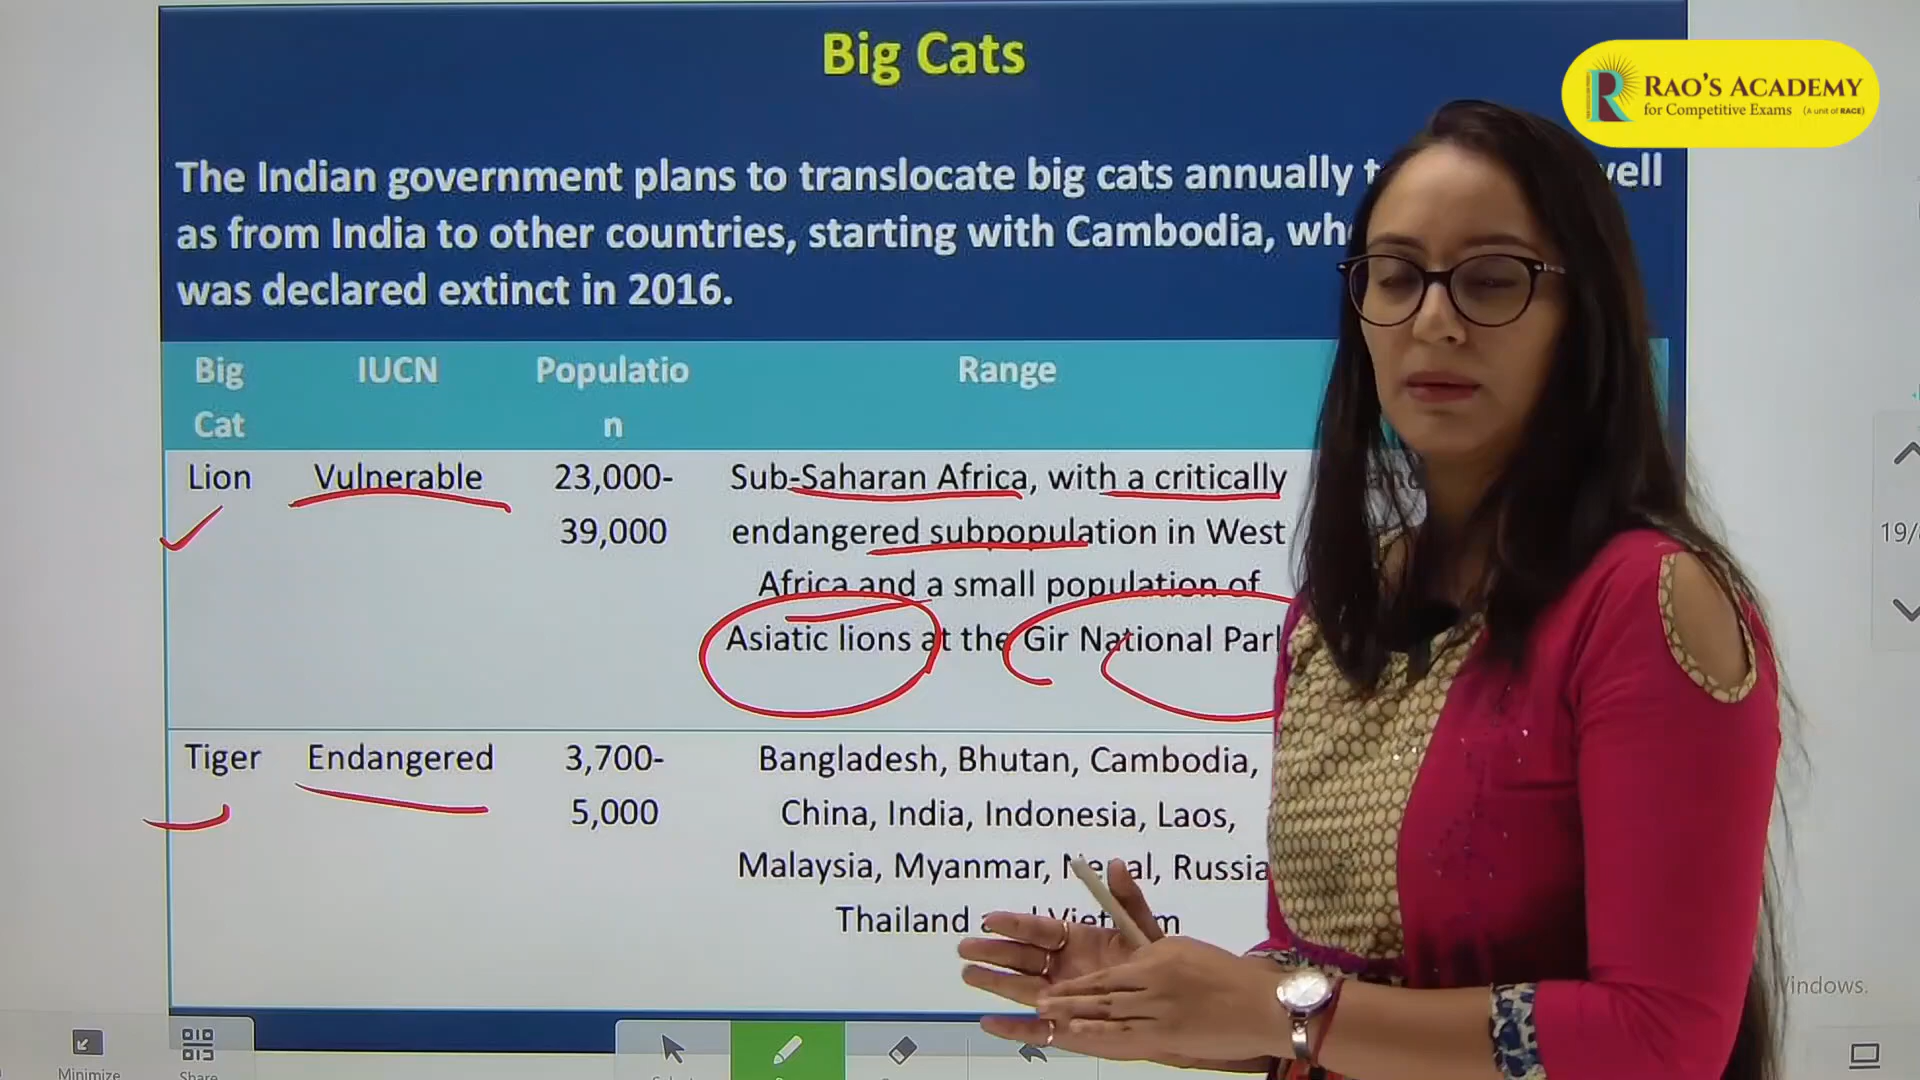 Big Cats
RAO'S ACADEMY
for Competitive Exams (A unit of RACE)
The Indian government plans to translocate big cats annually
as from India to other countries, starting with Cambodia,
was declared extinct in 2016.
Big IUCN Populatio Range
Cat n
Lion Vulnerable 23,000- Sub-Saharan Africa, with a critically
39,000 endangered subpopulation in West
Africa and a small population of
Asiatic lions at the Gir National
19/
Tiger Endangered 3,700- Bangladesh, Bhutan, Cambodia,
5,000 China, India, Indonesia, Laos,
Malaysia, Myanmar, Nepal, Russia
Thailand
Windows.
Minimize Share